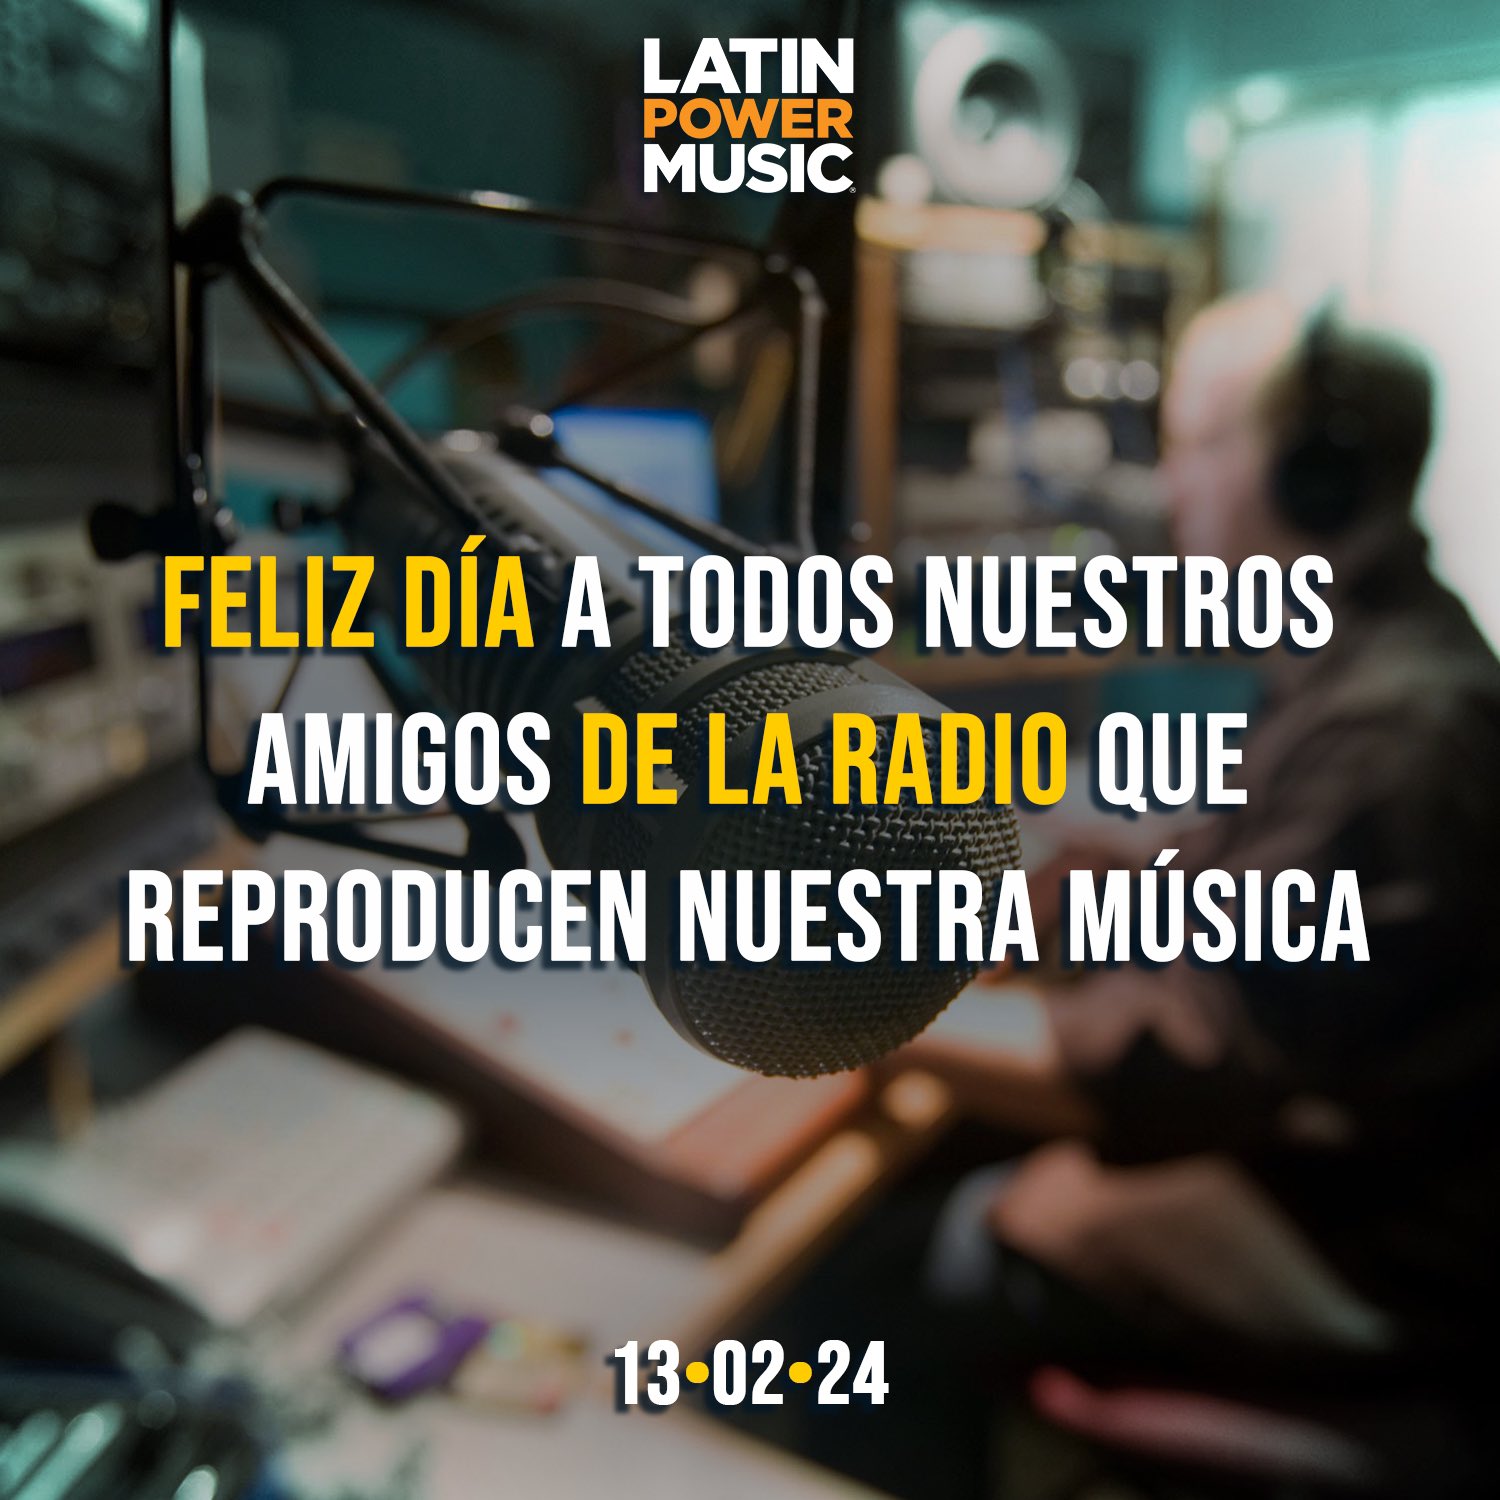 LATIN
POWER
MUSIC®
FELIZ DÍA A TODOS NUESTROS
AMIGOS DE LA RADIO QUE
REPRODUCEN NUESTRA MÚSICA
13•02•24